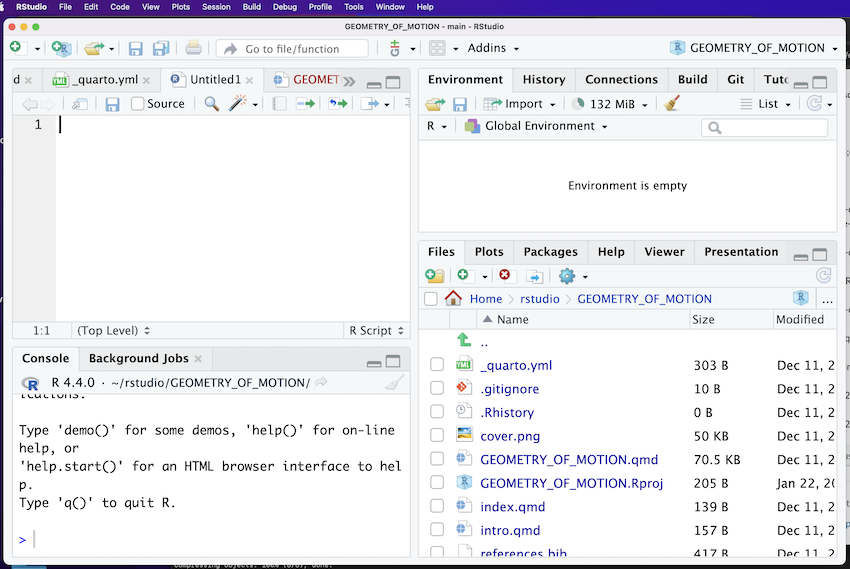 RStudio File Edit Code View Plots Session Build Debug Profile Tools Window Help
GEOMETRY_OF_MOTION - main - RStudio
Go to file/function Addins GEOMETRY_OF_MOTION
d _quarto.yml Untitled1 GEOMET
Source
1
1:1 (Top Level) R Script
Console Background Jobs
R 4.4.0 · ~/rstudio/GEOMETRY_OF_MOTION/
ications.
Type 'demo()' for some demos, 'help()' for on-line
help, or
'help.start()' for an HTML browser interface to hel
p.
Type 'q()' to quit R.
>
Environment History Connections Build Git Tuto
Import 132 MiB List
R Global Environment
Environment is empty
Files Plots Packages Help Viewer Presentation
Home rstudio GEOMETRY_OF_MOTION R ...
Name Size Modified
..
YML _quarto.yml 303 B Dec 11, 2
.gitignore 10 B Dec 11, 2
.Rhistory 0 B Dec 11, 2
cover.png 50 KB Dec 11, 2
GEOMETRY_OF_MOTION.qmd 70.5 KB Dec 11, 2
GEOMETRY_OF_MOTION.Rproj 205 B Jan 22, 20
index.qmd 139 B Dec 11, 2
intro.qmd 157 B Dec 11, 2
references.bib 417 B Dec 11, 2